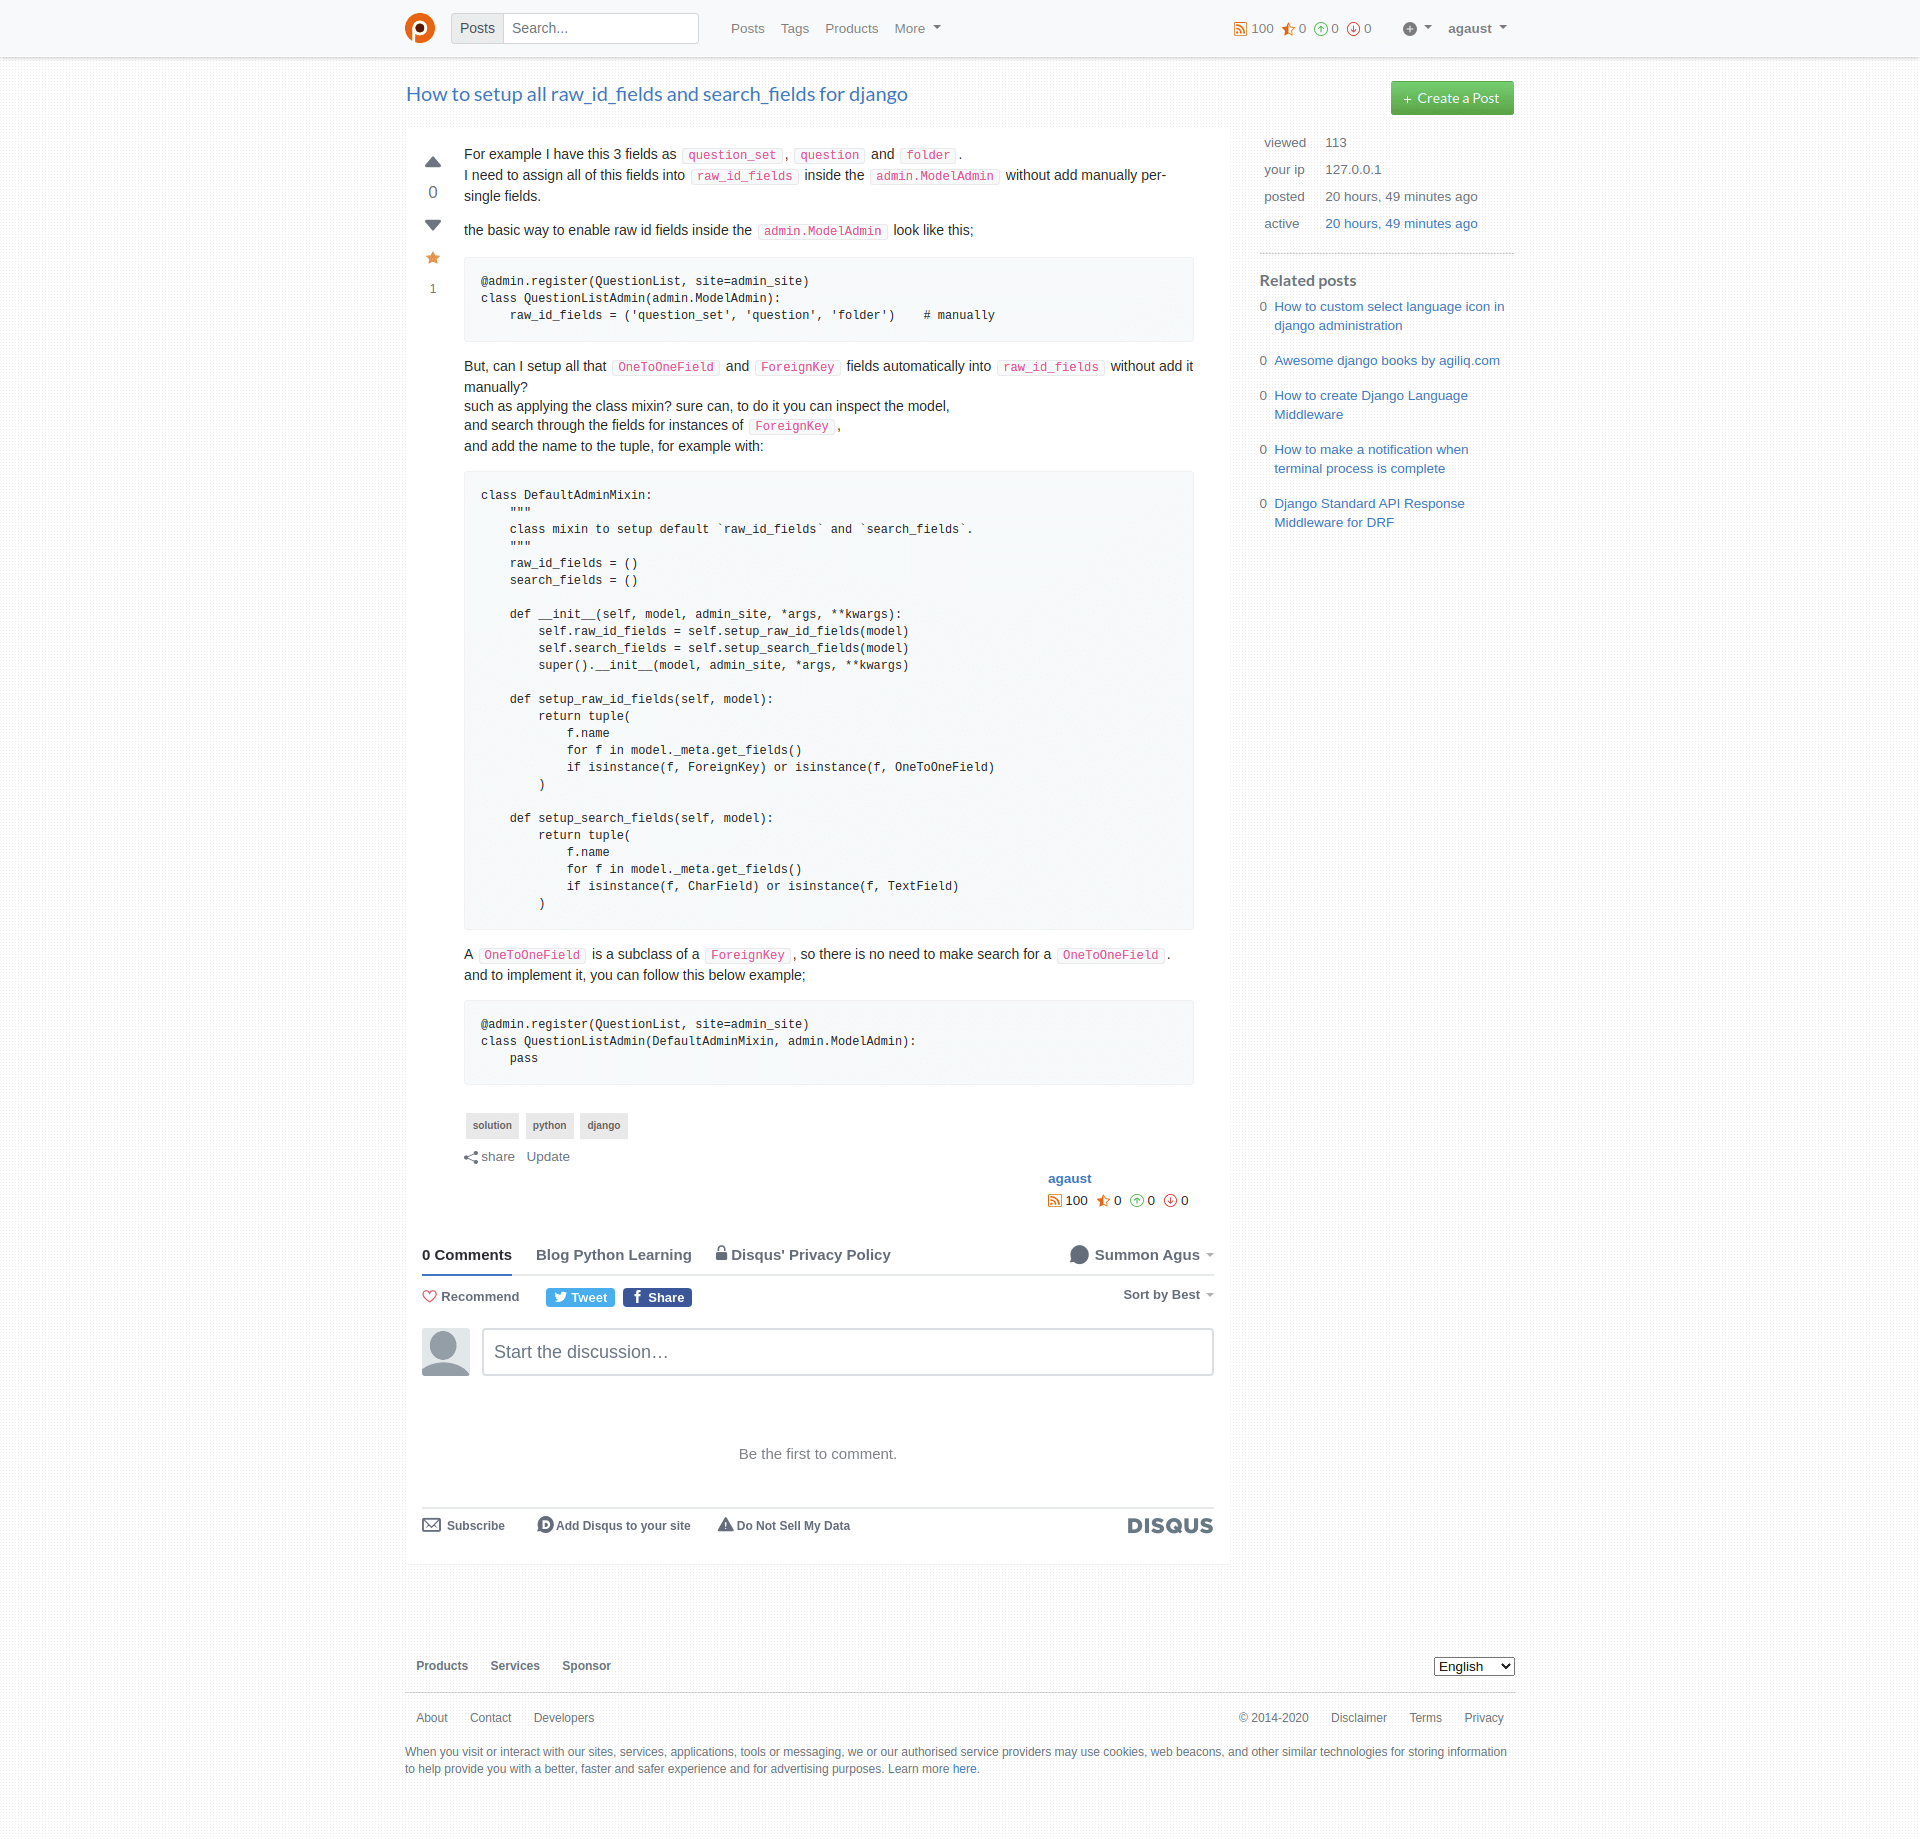 Posts Search... Posts Tags Products More 100 0 0 0 agaust
How to setup all raw_id_fields and search_fields for django
+ Create a Post
0
1
For example I have this 3 fields as question_set, question and folder.
I need to assign all of this fields into raw_id_fields inside the admin.ModelAdmin without add manually per-
single fields.
the basic way to enable raw id fields inside the admin.ModelAdmin look like this;
@admin.register(QuestionList, site=admin_site)
class QuestionListAdmin(admin.ModelAdmin):
    raw_id_fields = ('question_set', 'question', 'folder')    # manually
But, can I setup all that OneToOneField and ForeignKey fields automatically into raw_id_fields without add it
manually?
such as applying the class mixin? sure can, to do it you can inspect the model,
and search through the fields for instances of ForeignKey,
and add the name to the tuple, for example with:
class DefaultAdminMixin:
    """
    class mixin to setup default `raw_id_fields` and `search_fields`.
    """
    raw_id_fields = ()
    search_fields = ()
    def __init__(self, model, admin_site, *args, **kwargs):
        self.raw_id_fields = self.setup_raw_id_fields(model)
        self.search_fields = self.setup_search_fields(model)
        super().__init__(model, admin_site, *args, **kwargs)
    def setup_raw_id_fields(self, model):
        return tuple(
            f.name
            for f in model._meta.get_fields()
            if isinstance(f, ForeignKey) or isinstance(f, OneToOneField)
        )
    def setup_search_fields(self, model):
        return tuple(
            f.name
            for f in model._meta.get_fields()
            if isinstance(f, CharField) or isinstance(f, TextField)
        )
A OneToOneField is a subclass of a ForeignKey, so there is no need to make search for a OneToOneField.
and to implement it, you can follow this below example;
@admin.register(QuestionList, site=admin_site)
class QuestionListAdmin(DefaultAdminMixin, admin.ModelAdmin):
    pass
solution python django
share Update
agaust
100 0 0 0
viewed 113
your ip 127.0.0.1
posted 20 hours, 49 minutes ago
active 20 hours, 49 minutes ago
Related posts
0 How to custom select language icon in
django administration
0 Awesome django books by agiliq.com
0 How to create Django Language
Middleware
0 How to make a notification when
terminal process is complete
0 Django Standard API Response
Middleware for DRF
0 Comments Blog Python Learning Disqus' Privacy Policy Summon Agus
Recommend Tweet Share Sort by Best
Start the discussion…
Be the first to comment.
Subscribe Add Disqus to your site Do Not Sell My Data DISQUS
Products Services Sponsor English
About Contact Developers © 2014-2020 Disclaimer Terms Privacy
When you visit or interact with our sites, services, applications, tools or messaging, we or our authorised service providers may use cookies, web beacons, and other similar technologies for storing information
to help provide you with a better, faster and safer experience and for advertising purposes. Learn more here.